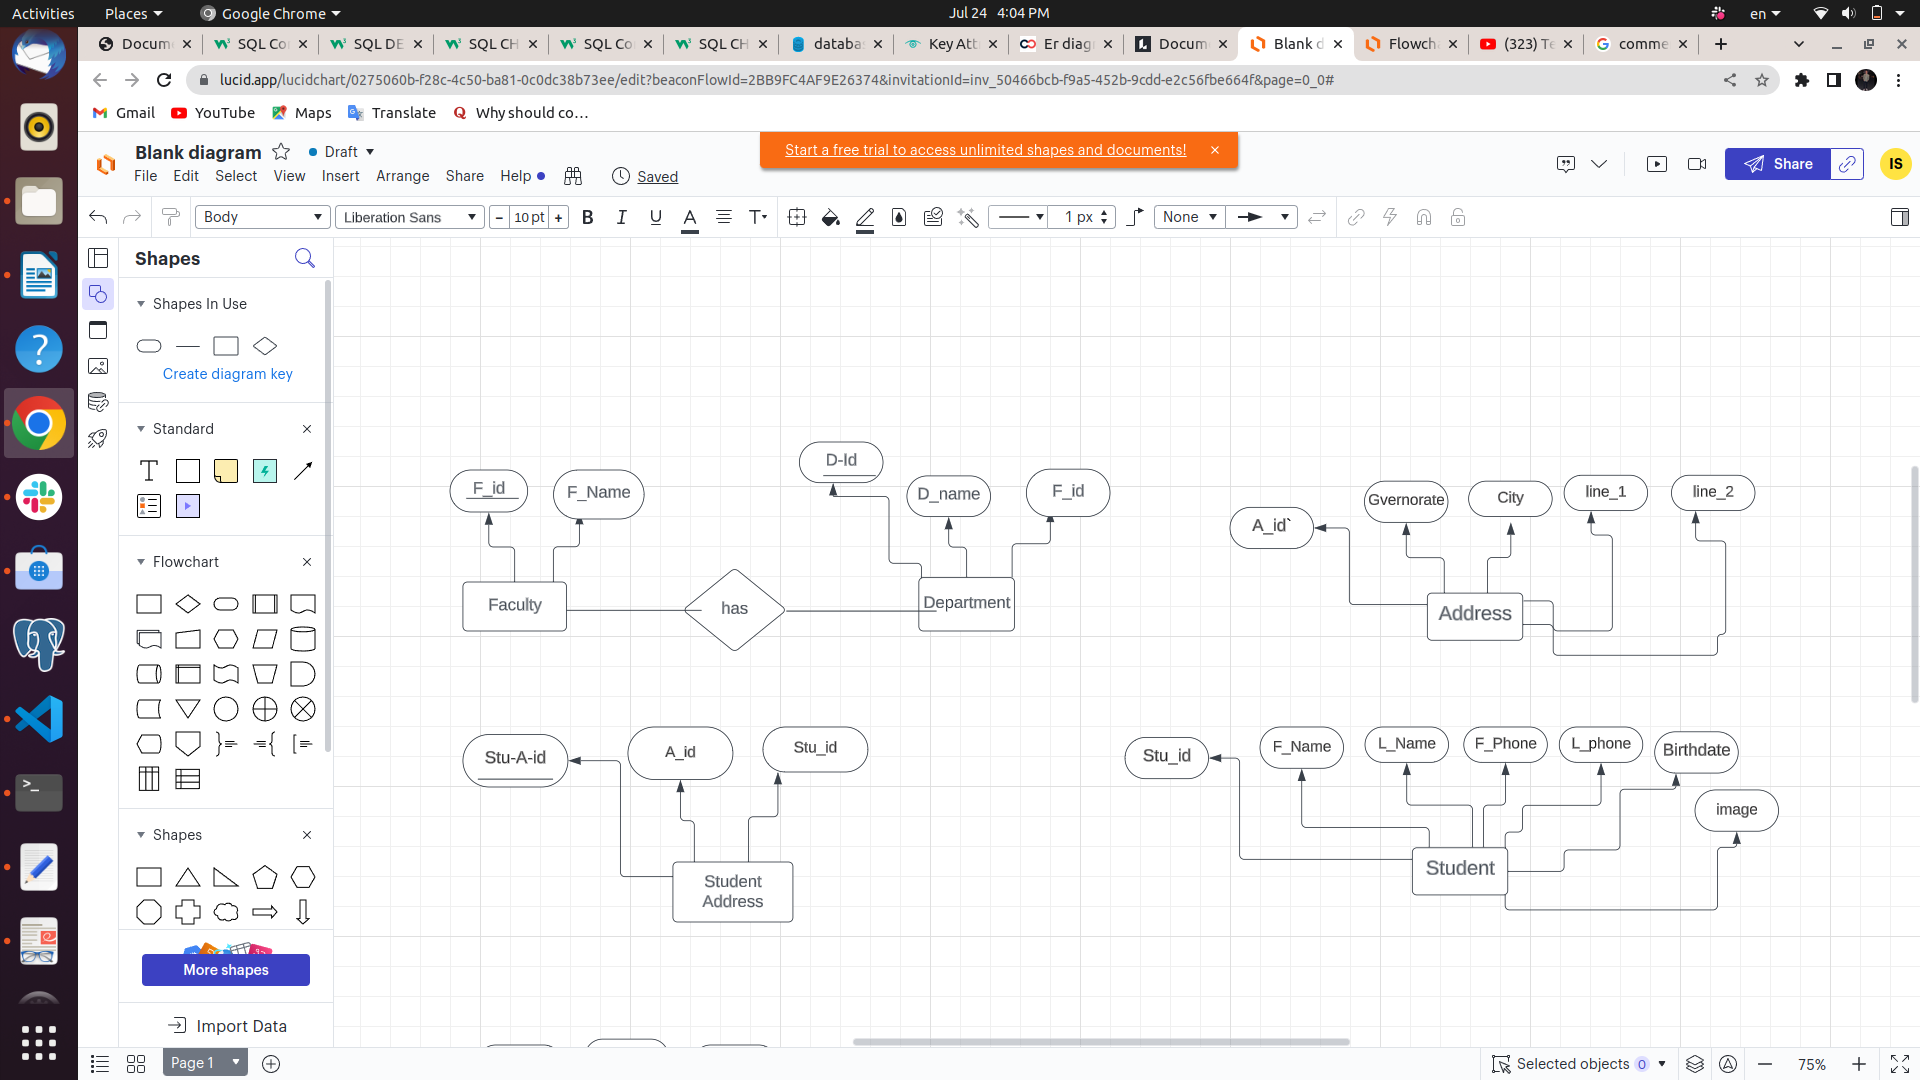 Activities
Places
Google Chrome
Jul 24 4:04 PM
en
Docum
SQL Co
SQL DE
SQL CH
SQL Co
SQL CH
databa
Key Att
Er diag
Docum
Blank d
Flowch
(323) Te
comme
lucid.app/lucidchart/0275060b-f28c-4c50-ba81-0c0dc38b73ee/edit?beaconFlowId=2BB9FC4AF9E26374&invitationId=inv_50466bcb-f9a5-452b-9cdd-e2c56fbe664f&page=0_0#
Gmail
YouTube
Maps
Translate
Why should co...
Blank diagram
Draft
Start a free trial to access unlimited shapes and documents!
File
Edit
Select
View
Insert
Arrange
Share
Help
Saved
Share
IS
Body
Liberation Sans
10 pt
B
I
U
A
T
1 px
None
Shapes
Shapes In Use
Create diagram key
Standard
T
Flowchart
Shapes
More shapes
Import Data
D-Id
F_id
F_Name
D_name
F_id
Faculty
has
Department
A_id`
Gvernorate
City
line_1
line_2
Address
Stu-A-id
A_id
Stu_id
Student
Address
Stu_id
F_Name
L_Name
F_Phone
L_phone
Birthdate
image
Student
Page 1
Selected objects 0
75%